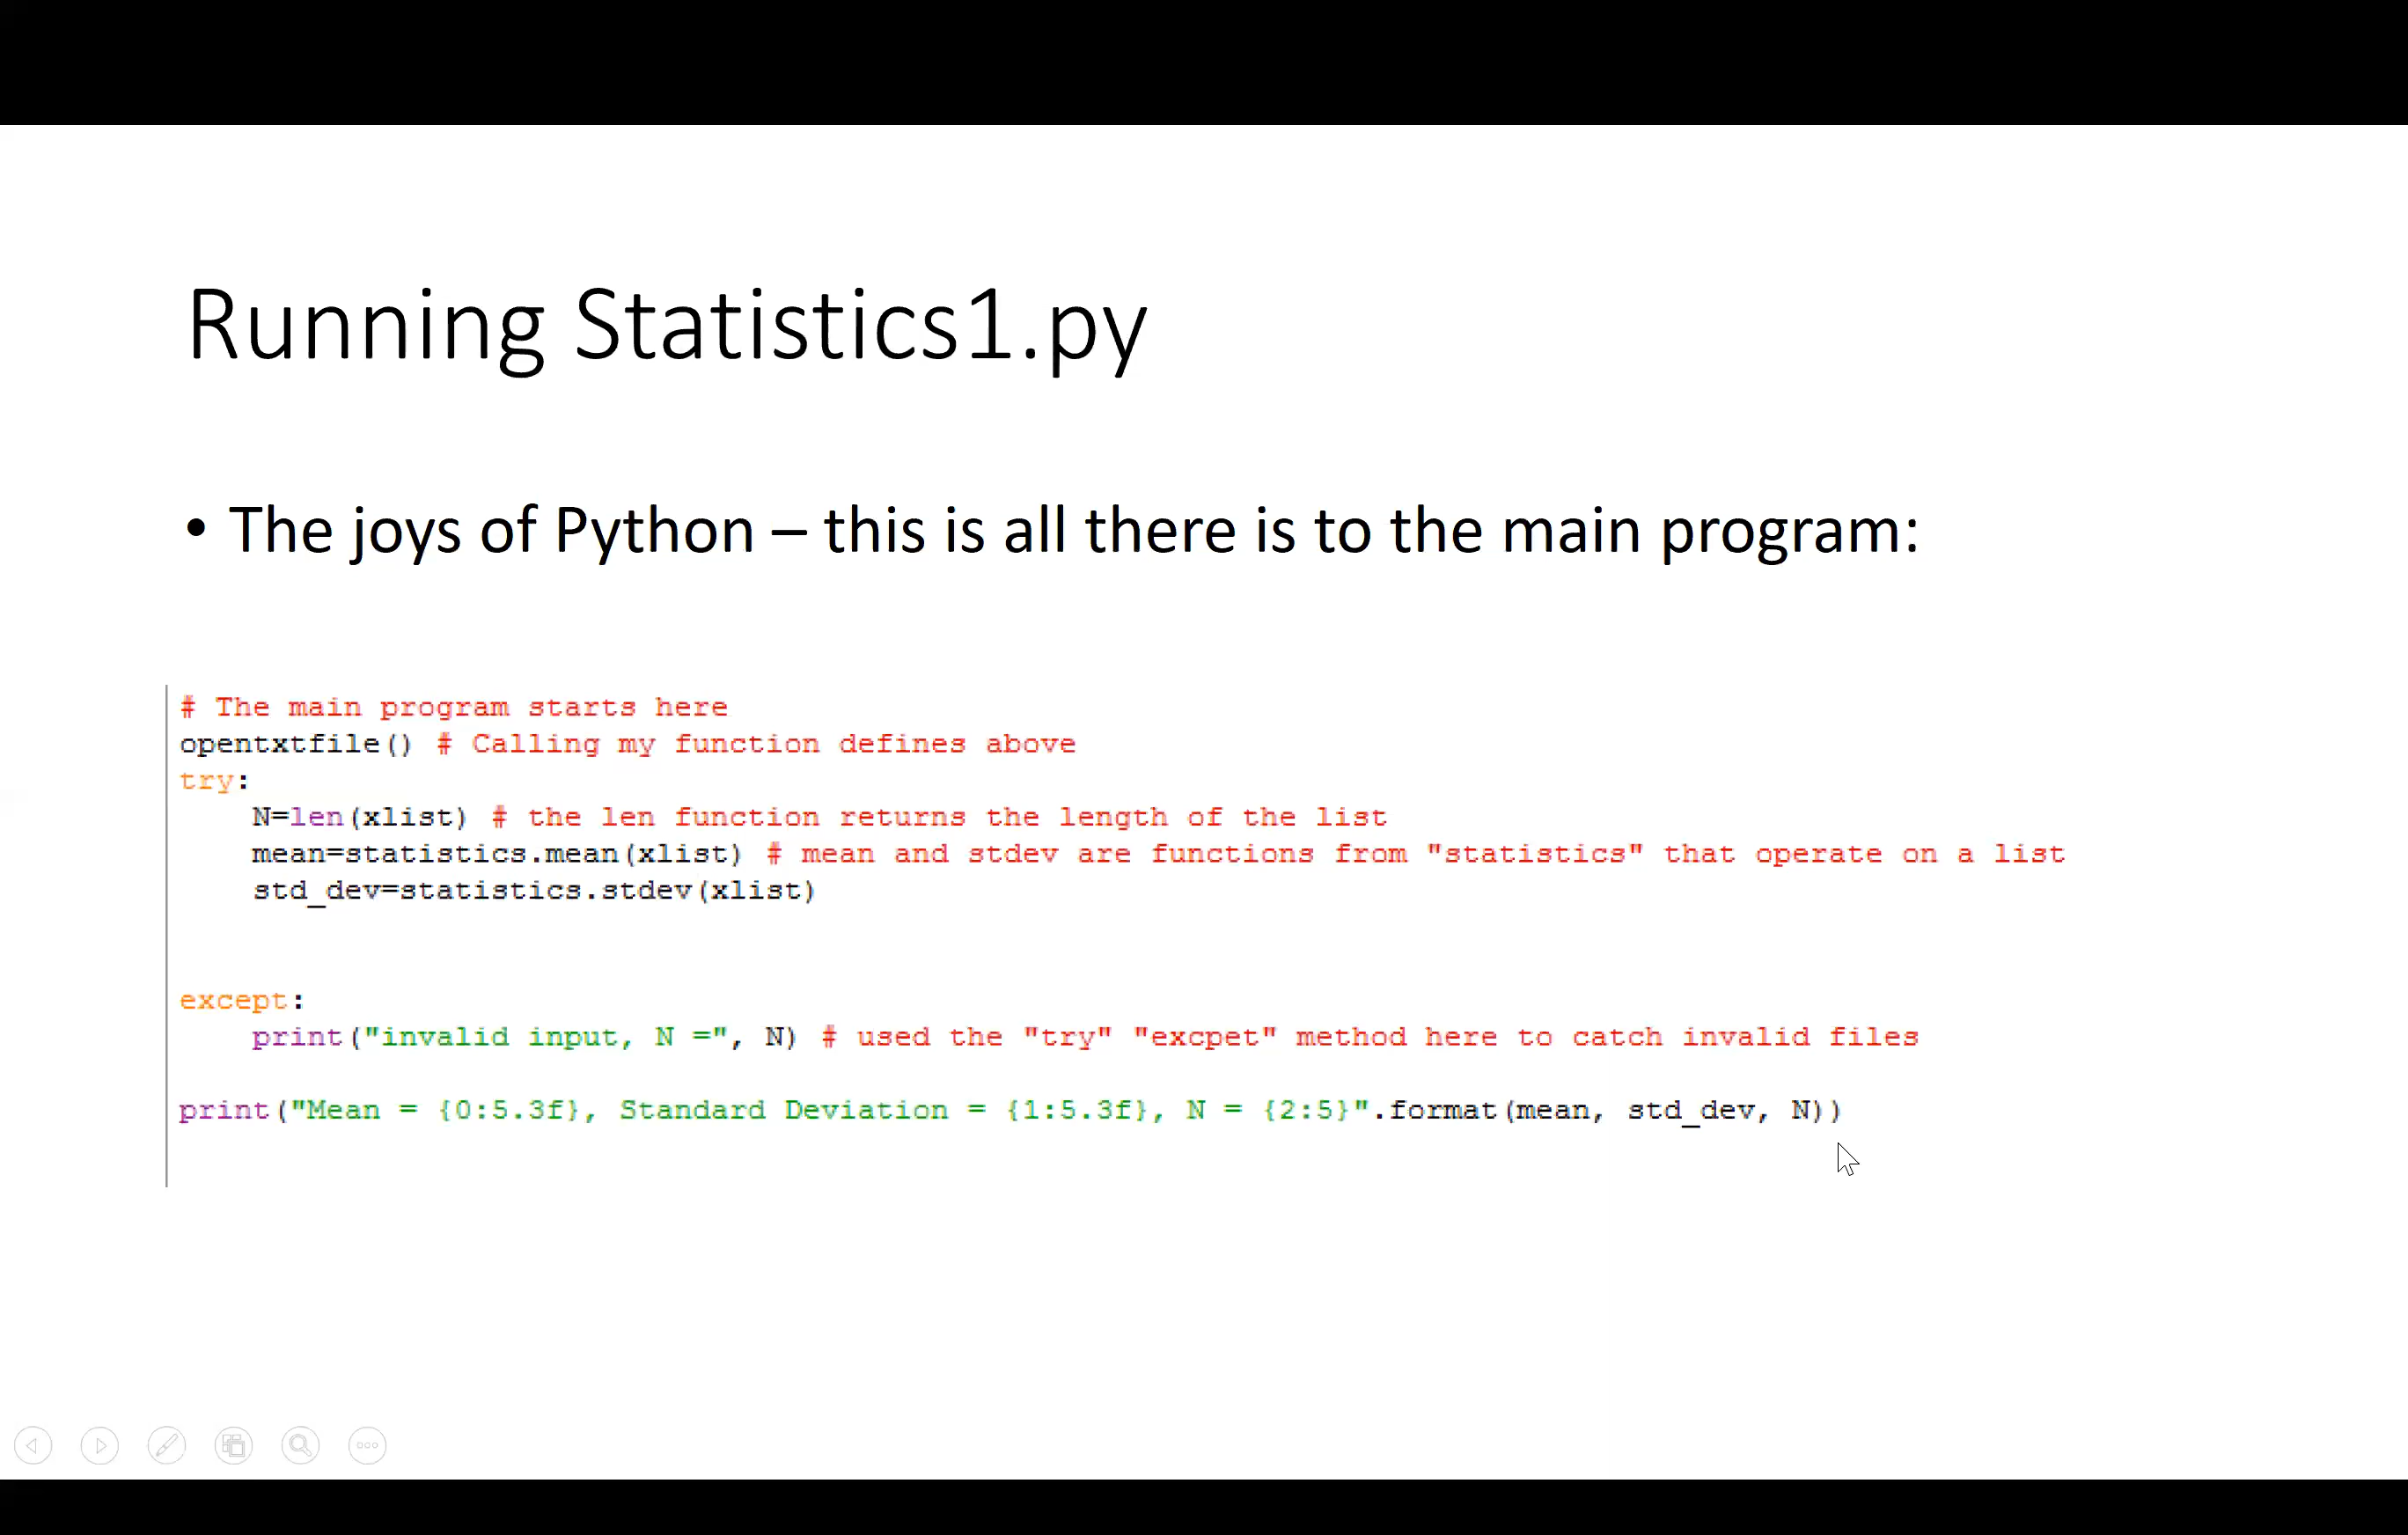 Running Statistics1.py
• The joys of Python – this is all there is to the main program:
# The main program starts here
opentxtfile() # Calling my function defines above
try:
    N=len(xlist) # the len function returns the length of the list
    mean=statistics.mean(xlist) # mean and stdev are functions from "statistics" that operate on a list
    std_dev=statistics.stdev(xlist)
except:
    print("invalid input, N =", N) # used the "try" "excpet" method here to catch invalid files
print("Mean = {0:5.3f}, Standard Deviation = {1:5.3f}, N = {2:5}".format(mean, std_dev, N))